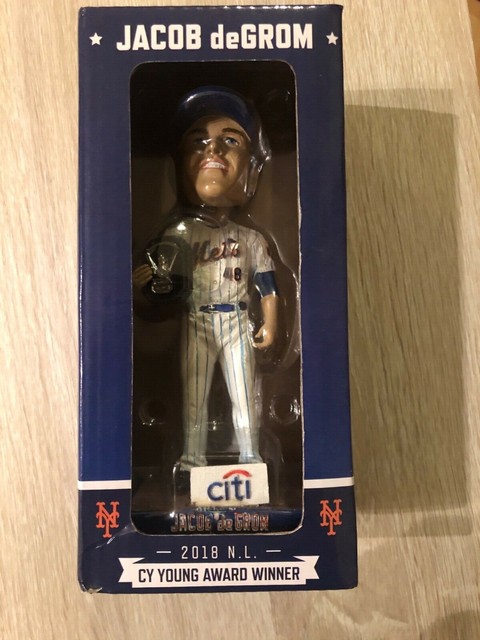 JACOB deGROM
Mets
48
citi
JACOB deGROM
NY NY
2018 N.L.
CY YOUNG AWARD WINNER